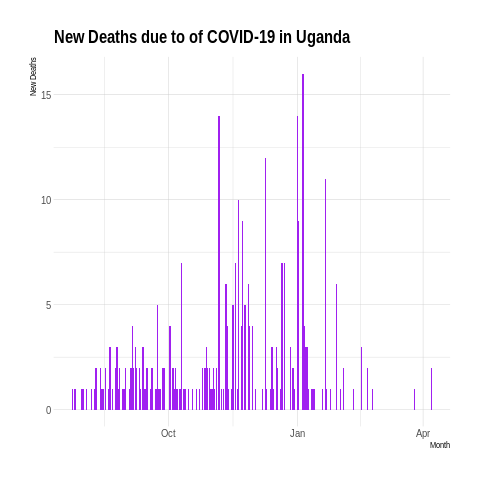 New Deaths due to of COVID-19 in Uganda
New Deaths
15
10
5
0
Oct
Jan
Apr
Month